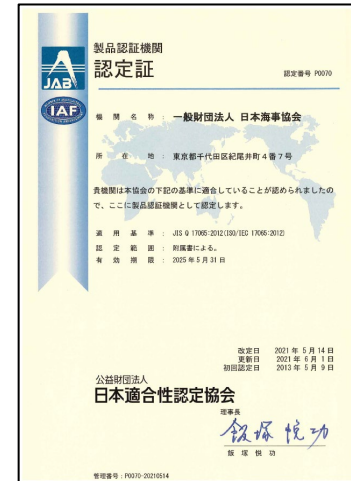 JAB
IAF
製品認証機関
認定証
認定番号 P0070
機関名称 : 一般財団法人 日本海事協会
所在地 : 東京都千代田区紀尾井町4番7号
貴機関は本協会の下記の基準に適合していることが認められましたの
で、ここに製品認証機関として認定します。
適用基準 : JIS Q 17065:2012(ISO/IEC 17065:2012)
認定範囲 : 附属書による。
有効期限 : 2025年5月31日
改定日 2021年5月14日
更新日 2021年6月1日
初回認定日 2013年5月9日
公益財団法人
日本適合性認定協会
理事長
飯塚悦功
飯塚悦功
管理番号:P0070-20210514